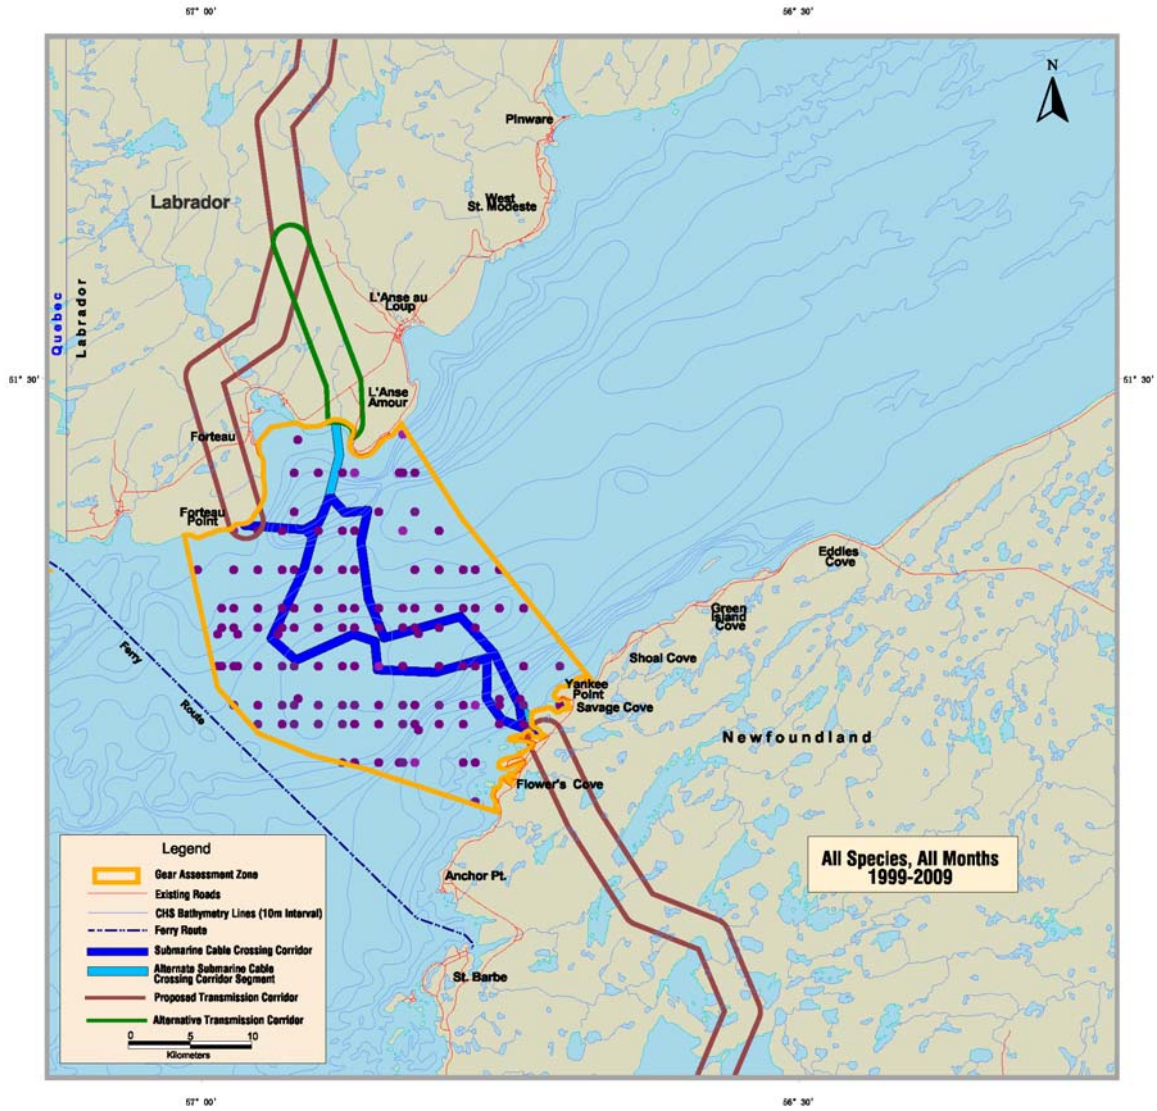 57° 00'
56° 30'
N
Pinware
Labrador
West
St. Modeste
L'Anse au
Loup
Quebec
Labrador
51° 30'
51° 30'
L'Anse
Amour
Forteau
Forteau
Point
Eddies
Cove
Green
Island
Cove
Ferry
Shoal Cove
Yankee
Point
Savage Cove
Route
Newfoundland
Flower's Cove
Legend
Gear Assessment Zone
Existing Roads
CHS Bathymetry Lines (10m Interval)
Ferry Route
Submarine Cable Crossing Corridor
Alternate Submarine Cable
Crossing Corridor Segment
Proposed Transmission Corridor
Alternative Transmission Corridor
0 5 10
Kilometers
All Species, All Months
1999-2009
Anchor Pt.
St. Barbe
57° 00'
56° 30'